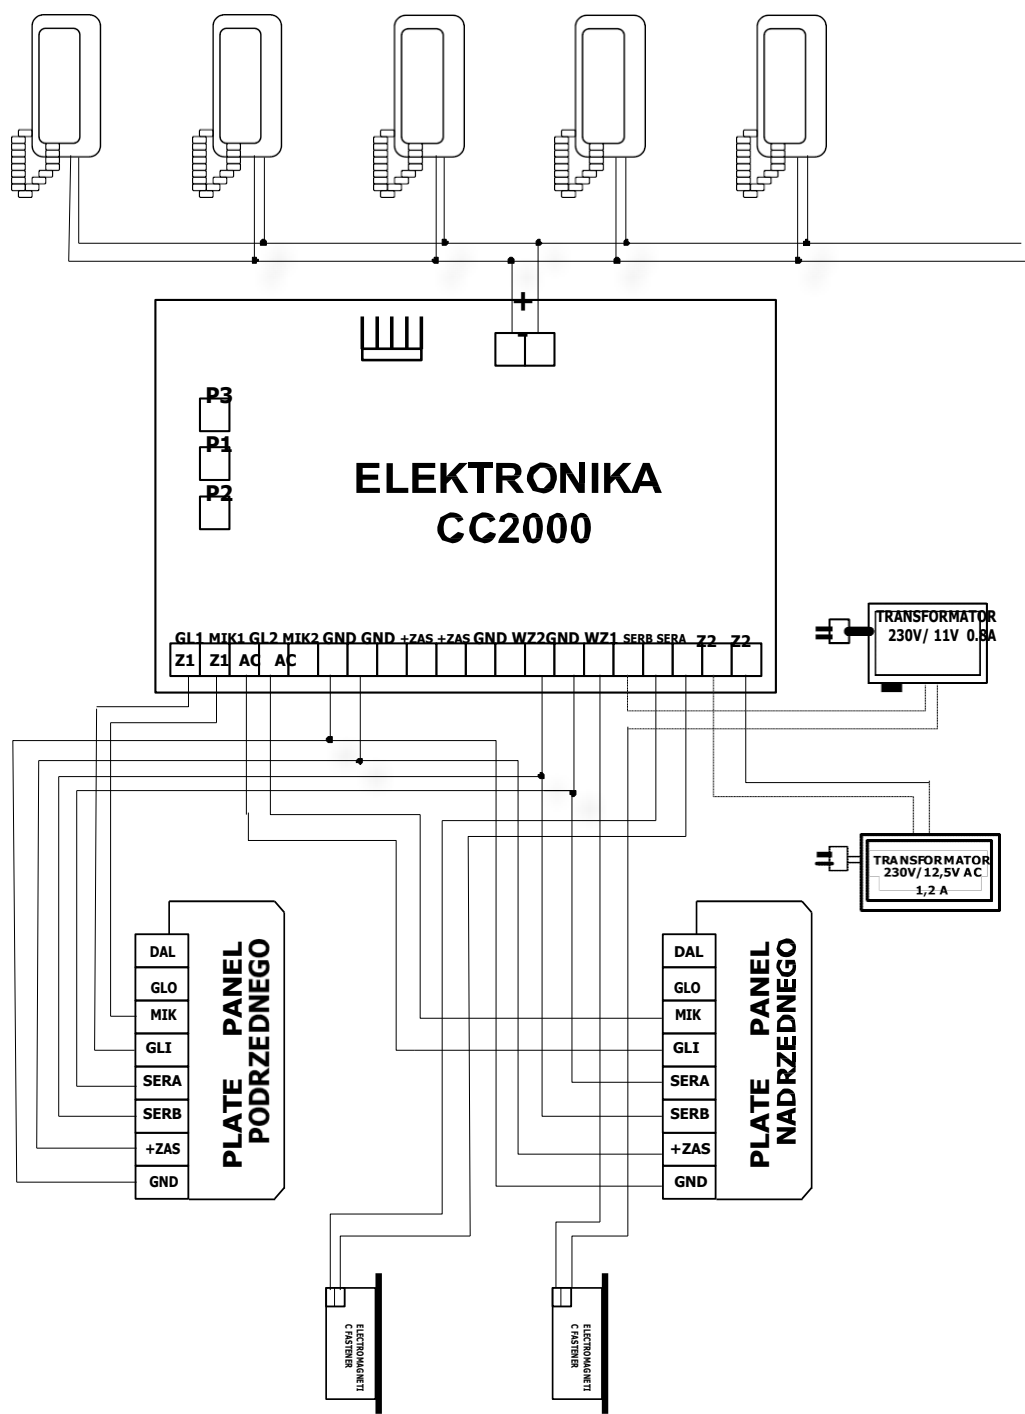 +
-
P3
P1
P2
ELEKTRONIKA
CC2000
GL1 MIK1 GL2 MIK2 GND GND +ZAS +ZAS GND WZ2 GND WZ1 SERB SERA Z2 Z2
Z1 Z1 AC AC
TRANSFORMATOR
230V/ 11V 0.8A
TRANSFORMATOR
230V/12,5V AC
1,2 A
DAL
GLO
MIK
GLI
SERA
SERB
+ZAS
GND
PLATE PANEL
PODRZEDNEGO
DAL
GLO
MIK
GLI
SERA
SERB
+ZAS
GND
PLATE PANEL
NADRZEDNEGO
ELECTROMAGNETI
C FASTENER
ELECTROMAGNETI
C FASTENER